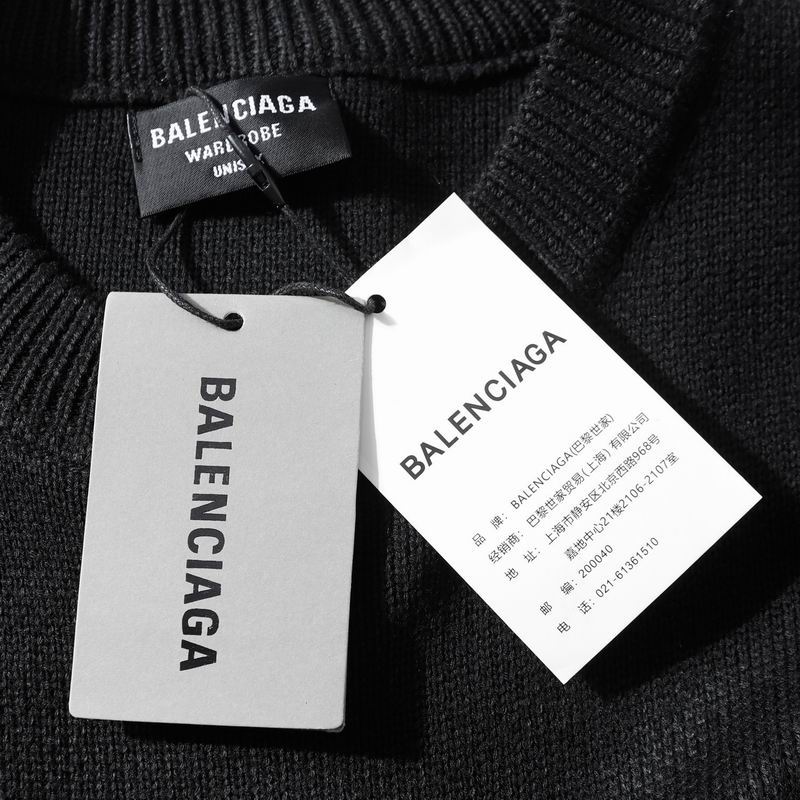 BALENCIAGA
WARDROBE
UNISEX
BALENCIAGA
BALENCIAGA
品 牌：BALENCIAGA(巴黎世家)
经销商：巴黎世家贸易(上海) 有限公司
地 址：上海市静安区北京西路968号
嘉地中心21楼2106-2107室
邮 编：200040
电 话：021-61361510